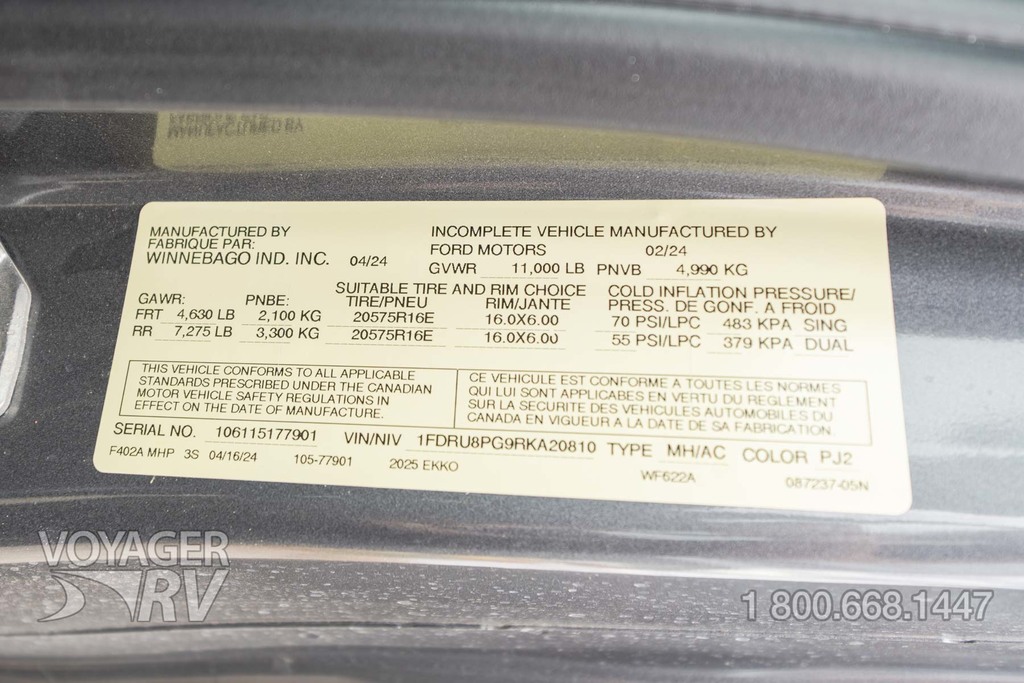 MANUFACTURED BY
FABRIQUE PAR:
WINNEBAGO IND. INC. 04/24
INCOMPLETE VEHICLE MANUFACTURED BY
FORD MOTORS 02/24
GVWR 11,000 LB PNVB 4,990 KG
SUITABLE TIRE AND RIM CHOICE COLD INFLATION PRESSURE/
GAWR: PNBE: TIRE/PNEU RIM/JANTE PRESS. DE GONF. A FROID
FRT 4,630 LB 2,100 KG 20575R16E 16.0X6.00 70 PSI/LPC 483 KPA SING
RR 7,275 LB 3,300 KG 20575R16E 16.0X6.00 55 PSI/LPC 379 KPA DUAL
THIS VEHICLE CONFORMS TO ALL APPLICABLE
STANDARDS PRESCRIBED UNDER THE CANADIAN
MOTOR VEHICLE SAFETY REGULATIONS IN
EFFECT ON THE DATE OF MANUFACTURE.
CE VEHICULE EST CONFORME A TOUTES LES NORMES
QUI LUI SONT APPLICABES EN VERTU DU REGLEMENT
SUR LA SECURITE DES VEHICULES AUTOMOBILES DU
CANADA EN VIGUEUR A LA DATE DE SA FABRICATION.
SERIAL NO. 106115177901 VIN/NIV 1FDRU8PG9RKA20810 TYPE MH/AC COLOR PJ2
F402A MHP 3S 04/16/24 105-77901 2025 EKKO WF622A 087237-05N
VOYAGER
RV
1 800.668.1447